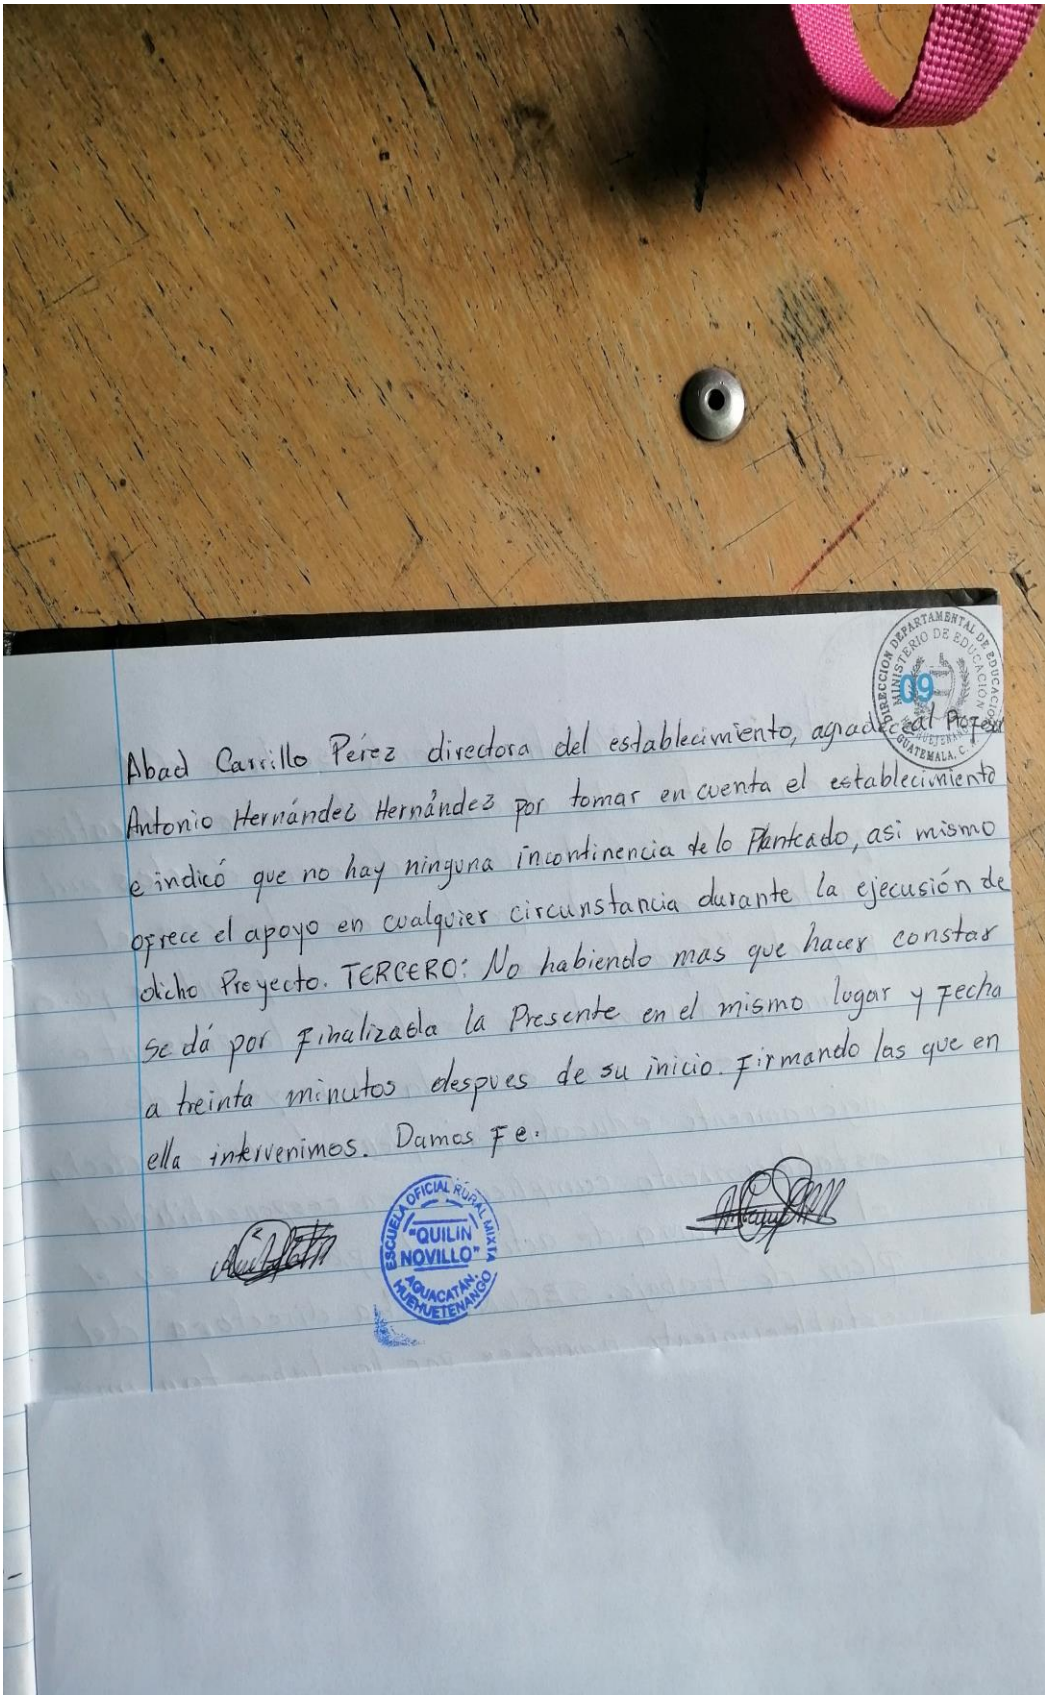 DIRECCIÓN DEPARTAMENTAL DE EDUCACIÓN
MINISTERIO DE EDUCACIÓN
09
GUATEMALA, C.A.
Abad Carrillo Pérez directora del establecimiento, agradece al Profesor
Antonio Hernández Hernández por tomar en cuenta el establecimiento
e indicó que no hay ninguna incontinencia de lo Planteado, asi mismo
ofrece el apoyo en cualquier circunstancia durante la ejecusión de
dicho Proyecto. TERCERO: No habiendo mas que hacer constar
se dá por Finalizada la Presente en el mismo lugar y Fecha
a treinta minutos despues de su inicio. Firmando las que en
ella intervenimos. Damos Fe.
ESCUELA OFICIAL RURAL MIXTA
"QUILIN
NOVILLO"
AGUACATÁN,
HUEHUETENANGO